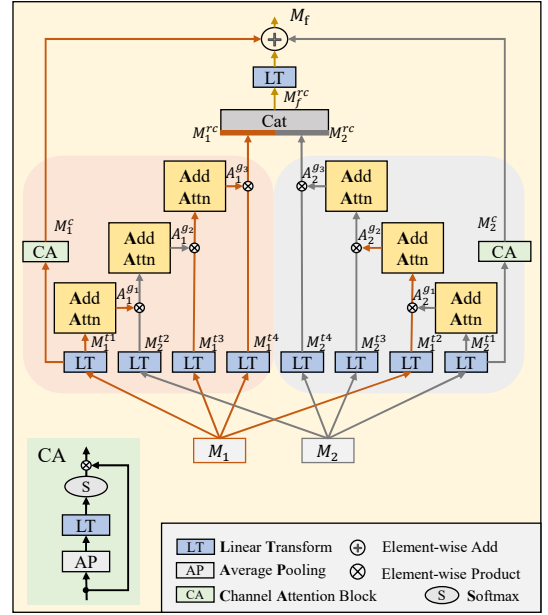 M_f
LT
M_f^{rc}
Cat
M_1^{rc} M_2^{rc}
Add
Attn
A_1^{g_3}
A_2^{g_3}
Add
Attn
M_1^c
CA
Add
Attn
A_1^{g_2}
A_2^{g_2}
Add
Attn
M_2^c
CA
Add
Attn
A_1^{g_1}
A_2^{g_1}
Add
Attn
M_1^{t1} M_2^{t2} M_1^{t3} M_1^{t4} M_2^{t4} M_2^{t3} M_1^{t2} M_2^{t1}
LT LT LT LT LT LT LT LT
M_1 M_2
CA
S
LT
AP
LT Linear Transform
Element-wise Add
AP Average Pooling
Element-wise Product
CA Channel Attention Block
S Softmax